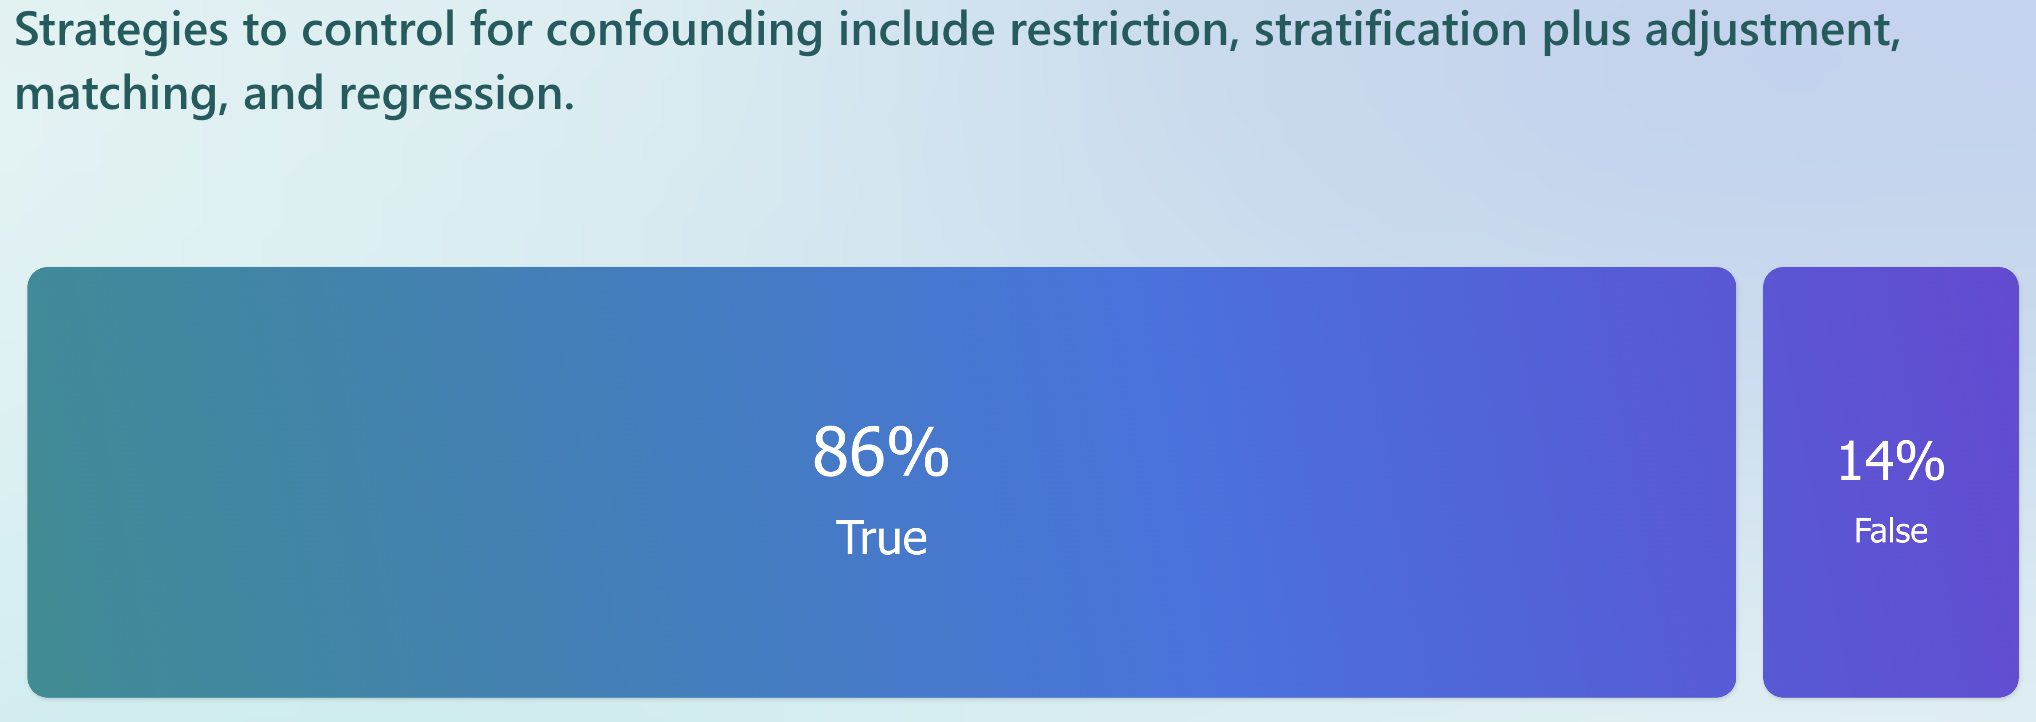 Strategies to control for confounding include restriction, stratification plus adjustment,
matching, and regression.
86%
True
14%
False